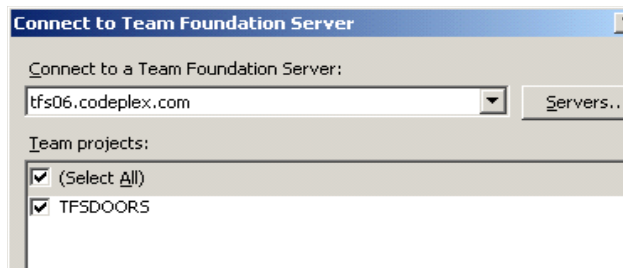 Connect to Team Foundation Server
Connect to a Team Foundation Server:
tfs06.codeplex.com
Servers..
Team projects:
(Select All)
TFSDOORS